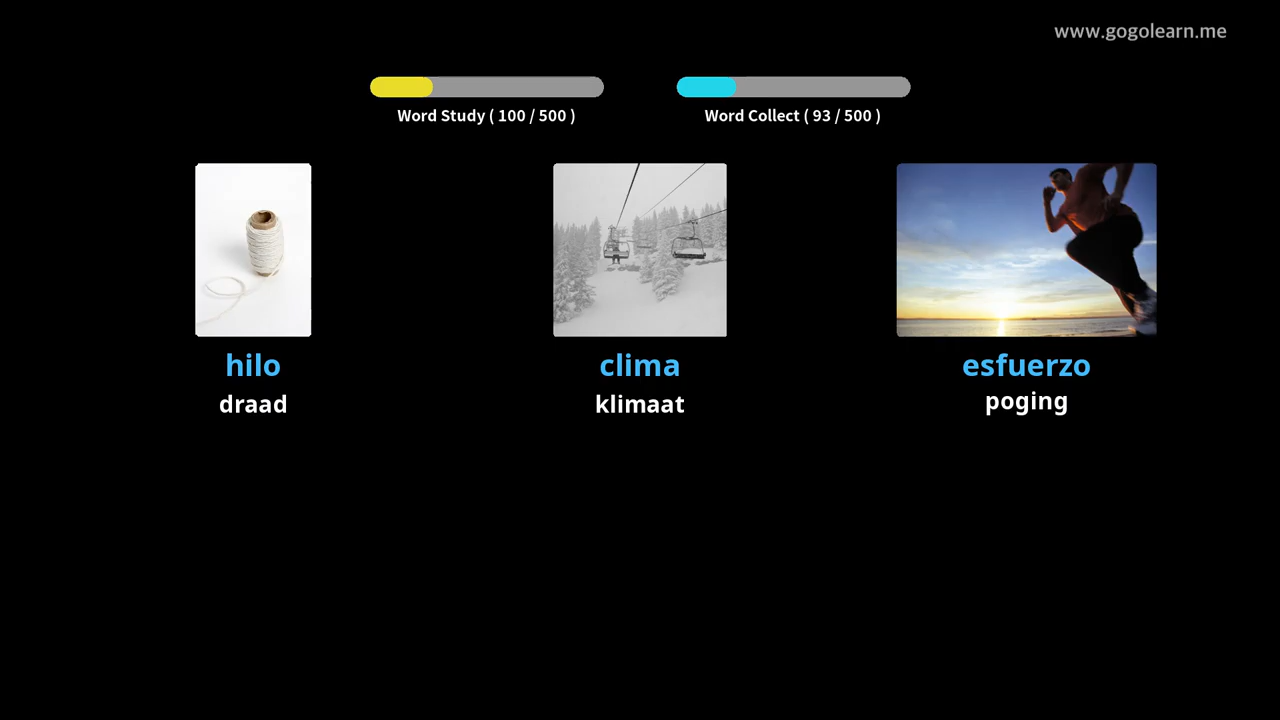 www.gogolearn.me
Word Study ( 100 / 500 )
Word Collect ( 93 / 500 )
hilo
draad
clima
klimaat
esfuerzo
poging